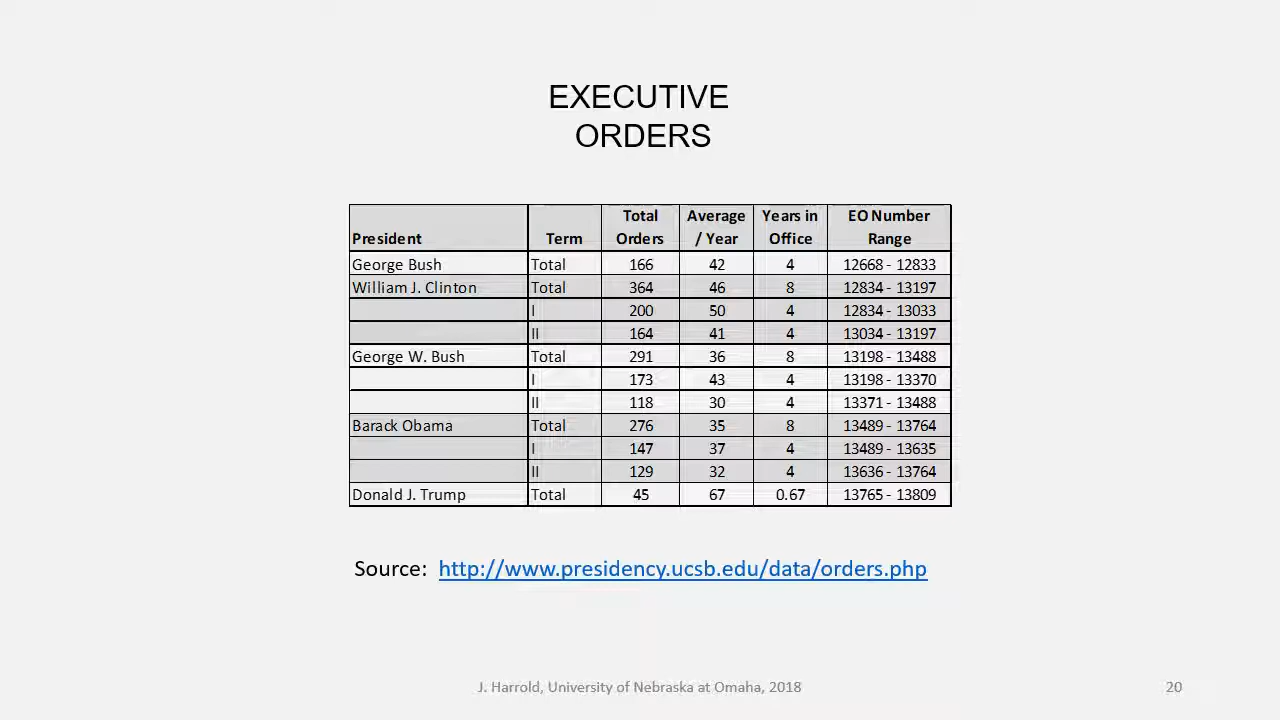 EXECUTIVE
ORDERS
President Term Total Orders Average / Year Years in Office EO Number Range
George Bush Total 166 42 4 12668 - 12833
William J. Clinton Total 364 46 8 12834 - 13197
I 200 50 4 12834 - 13033
II 164 41 4 13034 - 13197
George W. Bush Total 291 36 8 13198 - 13488
I 173 43 4 13198 - 13370
II 118 30 4 13371 - 13488
Barack Obama Total 276 35 8 13489 - 13764
I 147 37 4 13489 - 13635
II 129 32 4 13636 - 13764
Donald J. Trump Total 45 67 0.67 13765 - 13809
Source: http://www.presidency.ucsb.edu/data/orders.php
J. Harrold, University of Nebraska at Omaha, 2018 20